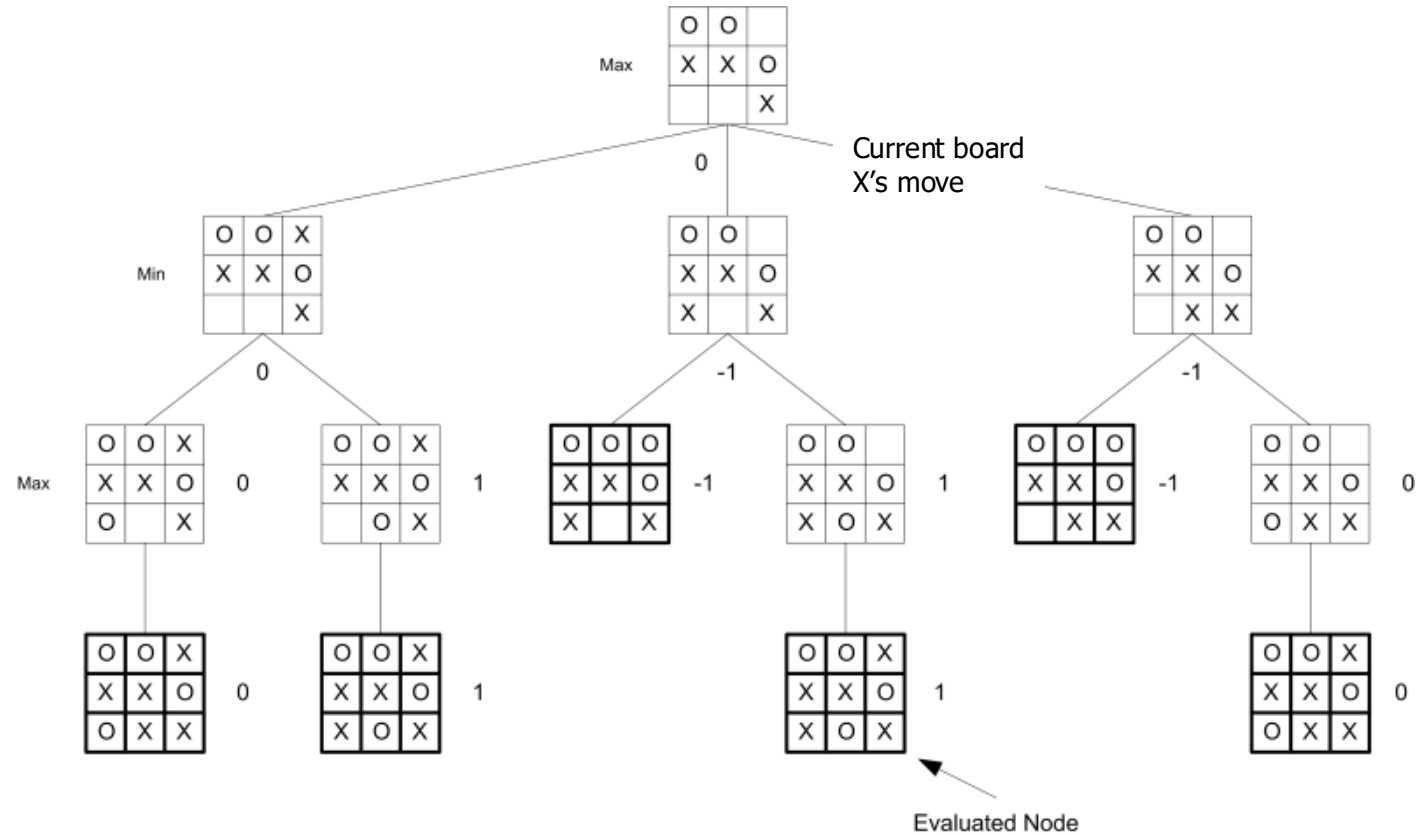 O O
Max X X O
X
Current board
0
X’s move
O O X O O O O
Min X X O X X O X X O
X X X X X
0 -1 -1
O O X O O X O O O O O O O O O O
Max X X O 0 X X O 1 X X O -1 X X O 1 X X O -1 X X O 0
O X O X X X X O X X X O X X
O O X O O X O O X O O X
X X O 0 X X O 1 X X O 1 X X O 0
O X X X O X X O X O X X
Evaluated Node